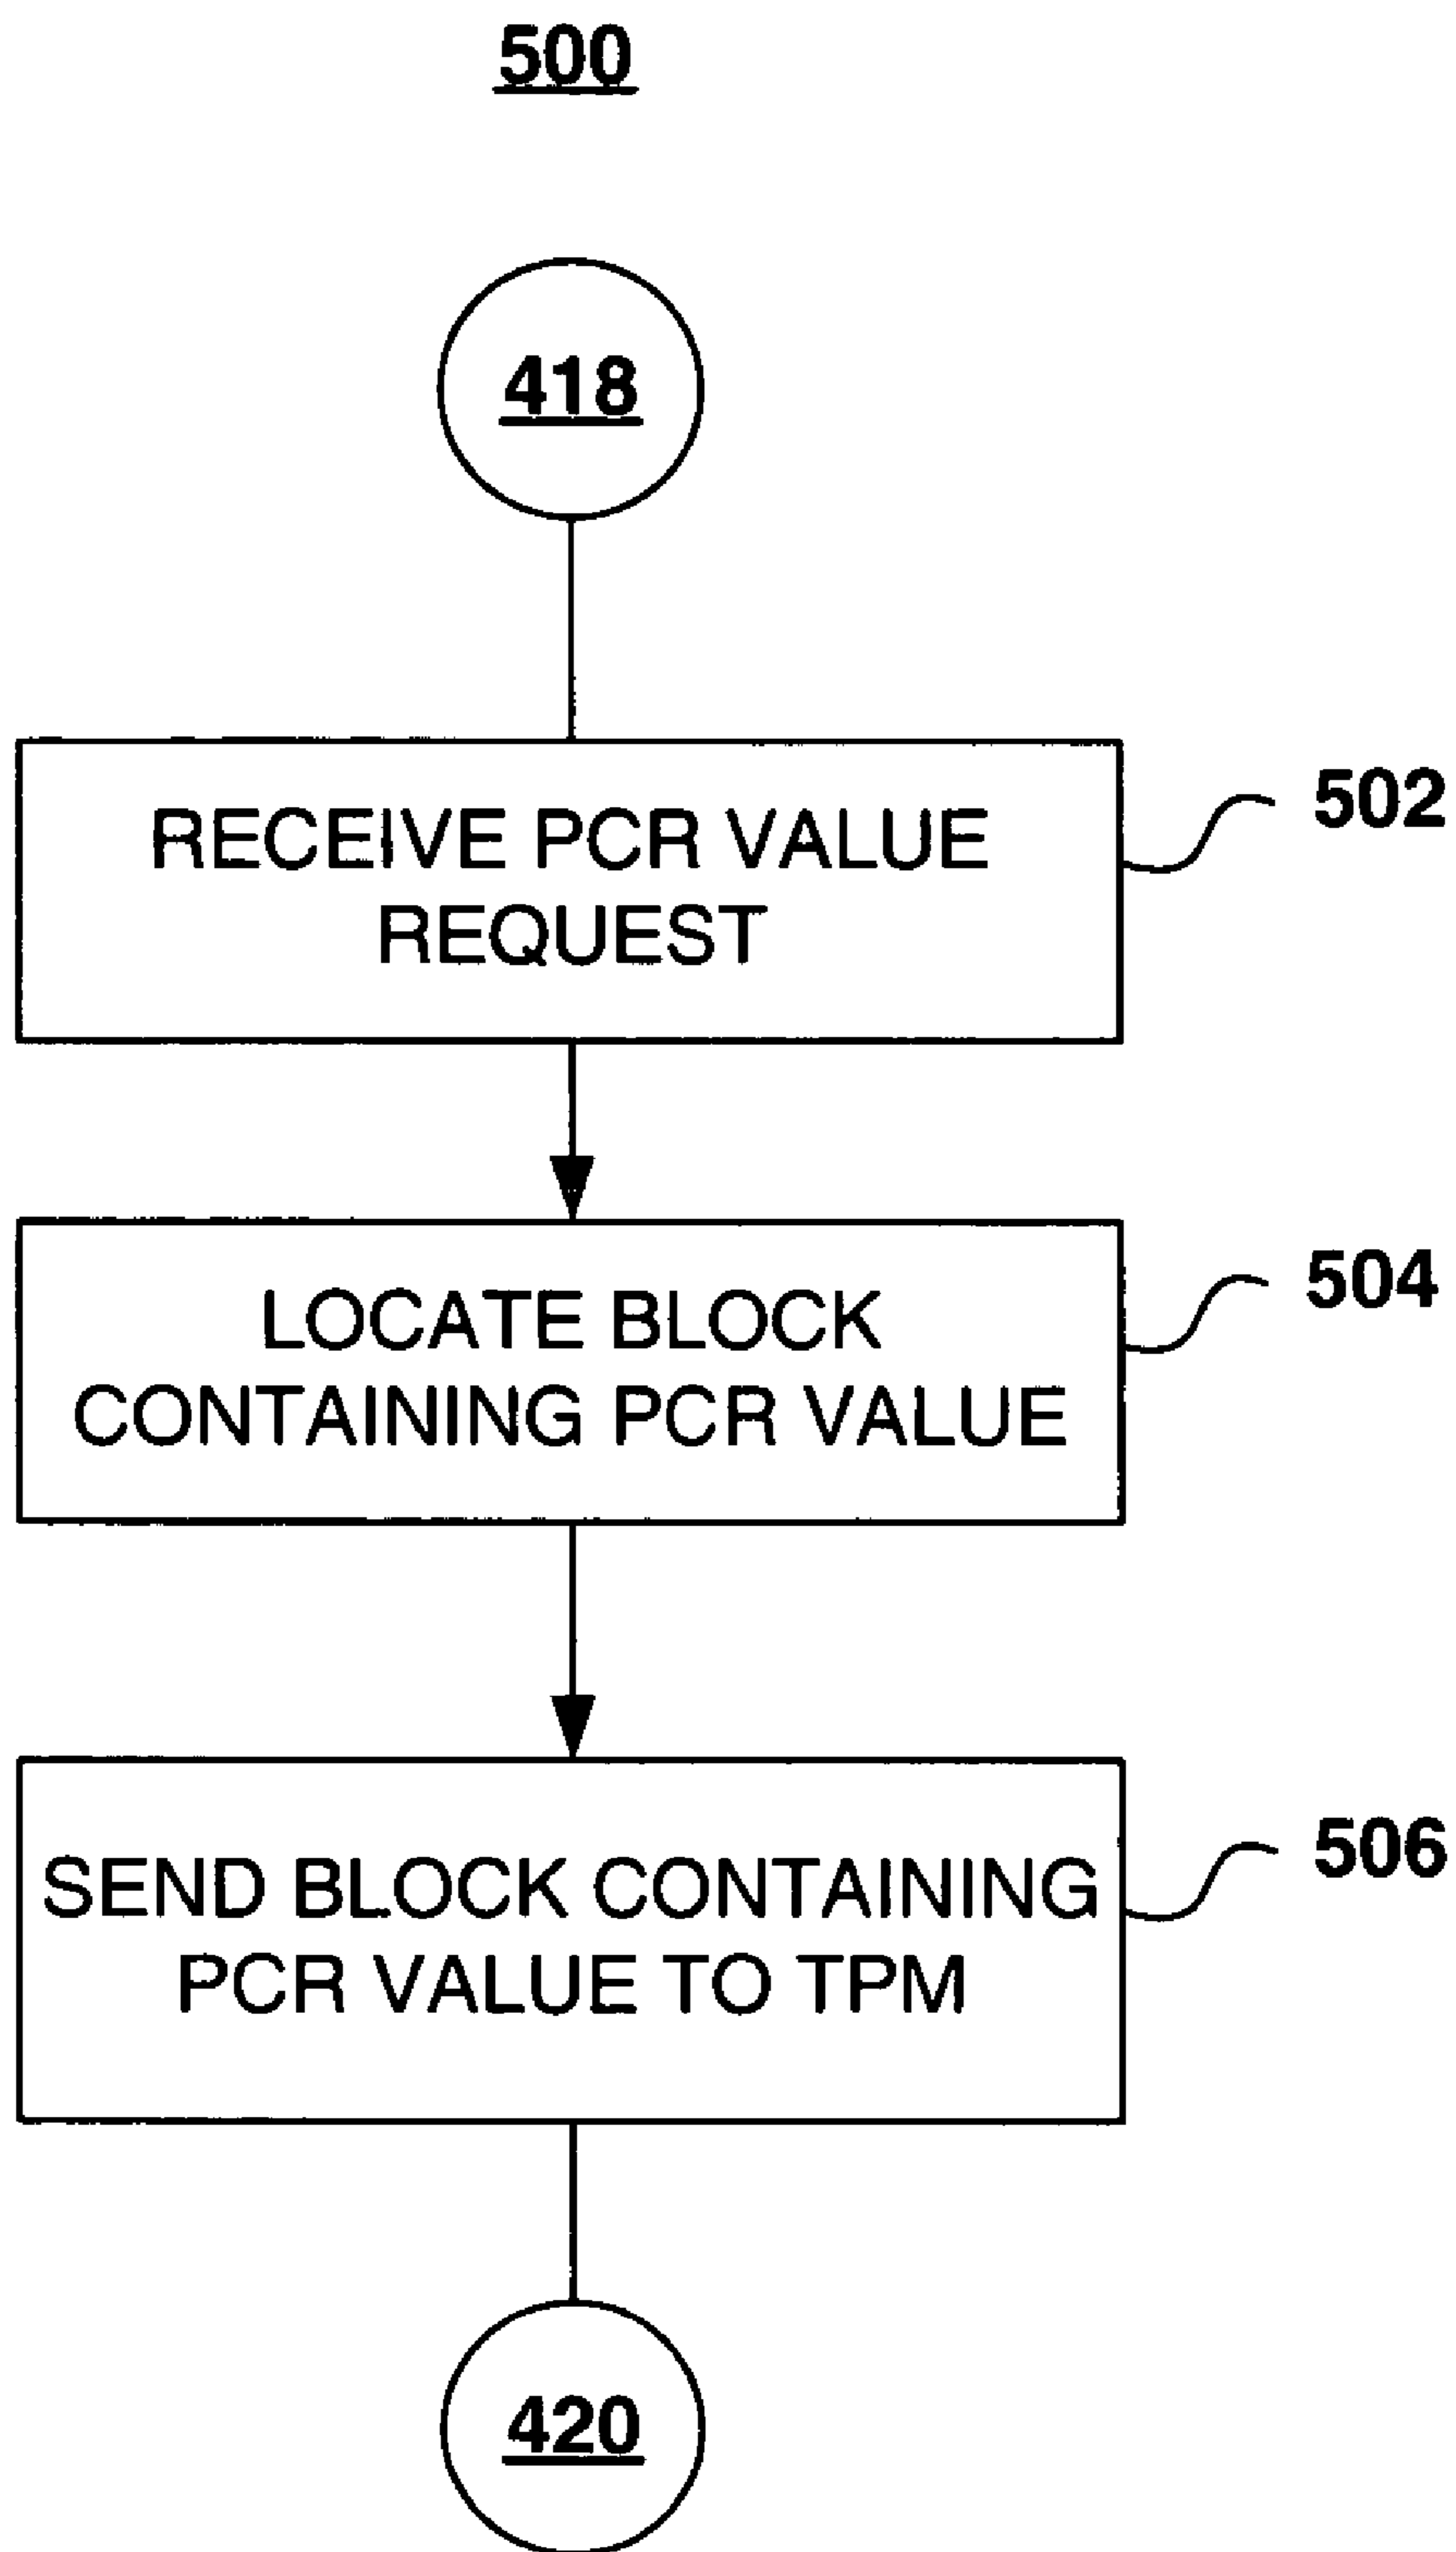 500
418
RECEIVE PCR VALUE
REQUEST
502
LOCATE BLOCK
CONTAINING PCR VALUE
504
SEND BLOCK CONTAINING
PCR VALUE TO TPM
506
420